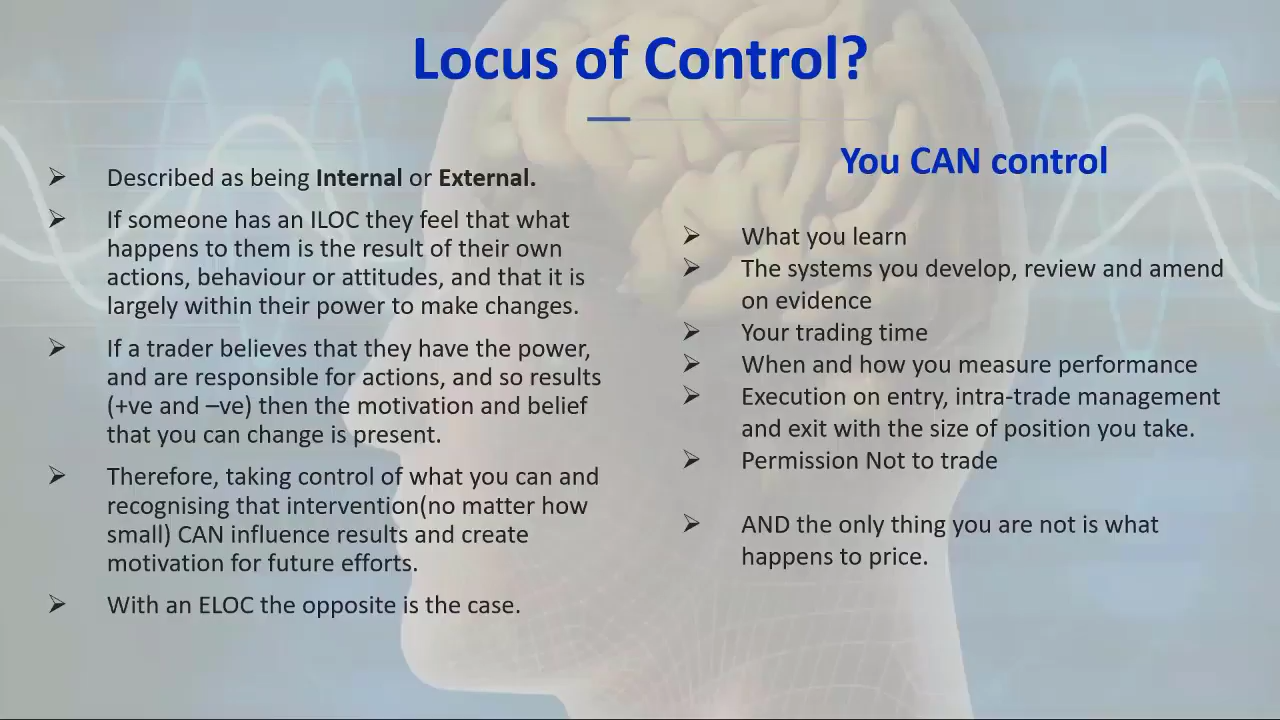 Locus of Control?
Described as being Internal or External.
If someone has an ILOC they feel that what
happens to them is the result of their own
actions, behaviour or attitudes, and that it is
largely within their power to make changes.
If a trader believes that they have the power,
and are responsible for actions, and so results
(+ve and –ve) then the motivation and belief
that you can change is present.
Therefore, taking control of what you can and
recognising that intervention(no matter how
small) CAN influence results and create
motivation for future efforts.
With an ELOC the opposite is the case.
You CAN control
What you learn
The systems you develop, review and amend
on evidence
Your trading time
When and how you measure performance
Execution on entry, intra-trade management
and exit with the size of position you take.
Permission Not to trade
AND the only thing you are not is what
happens to price.